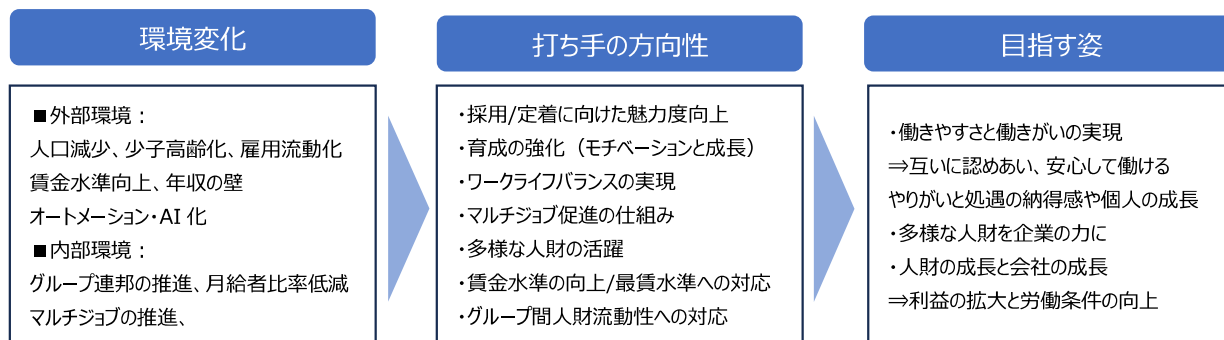 環境変化
■外部環境：
人口減少、少子高齢化、雇用流動化
賃金水準向上、年収の壁
オートメーション・AI 化
■内部環境：
グループ連邦の推進、月給者比率低減
マルチジョブの推進、
打ち手の方向性
・採用/定着に向けた魅力度向上
・育成の強化（モチベーションと成長）
・ワークライフバランスの実現
・マルチジョブ促進の仕組み
・多様な人財の活躍
・賃金水準の向上/最賃水準への対応
・グループ間人財流動性への対応
目指す姿
・働きやすさと働きがいの実現
⇒互いに認めあい、安心して働ける
やりがいと処遇の納得感や個人の成長
・多様な人財を企業の力に
・人財の成長と会社の成長
⇒利益の拡大と労働条件の向上